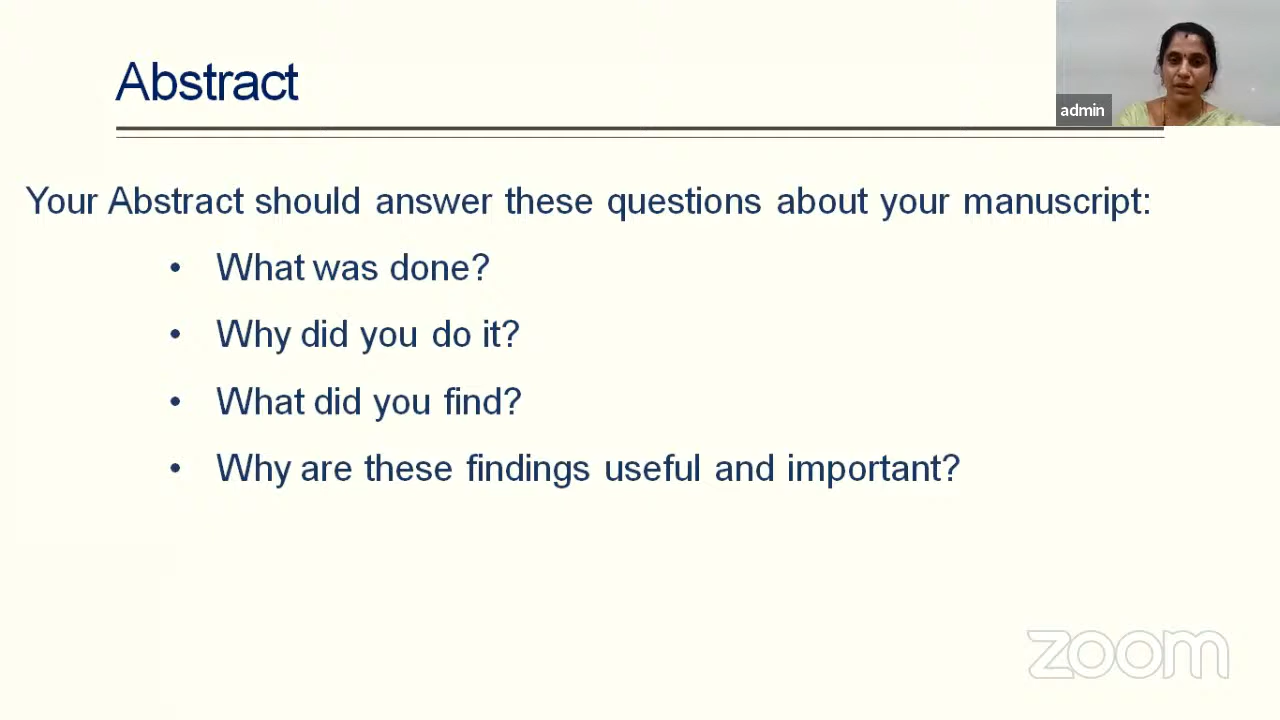 Abstract
admin
Your Abstract should answer these questions about your manuscript:
• What was done?
• Why did you do it?
• What did you find?
• Why are these findings useful and important?
zoom